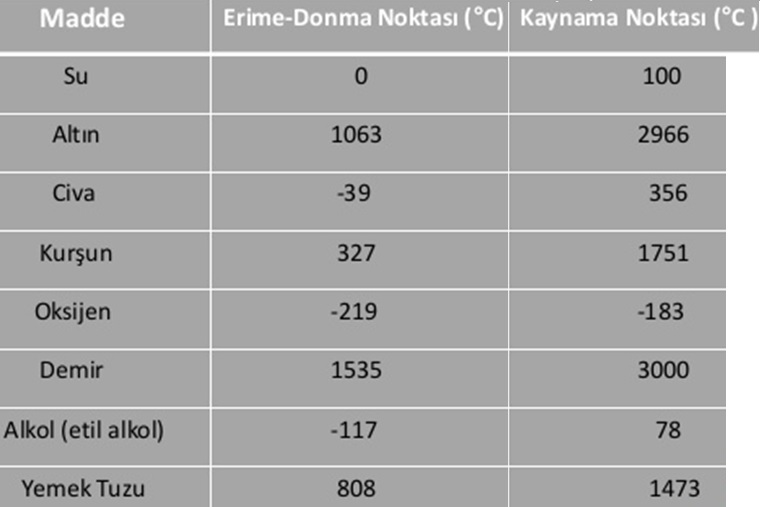 Madde Erime-Donma Noktası (°C) Kaynama Noktası (°C )
Su 0 100
Altın 1063 2966
Civa -39 356
Kurşun 327 1751
Oksijen -219 -183
Demir 1535 3000
Alkol (etil alkol) -117 78
Yemek Tuzu 808 1473